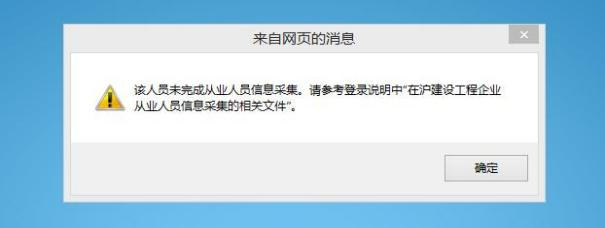 来自网页的消息
该人员未完成从业人员信息采集。请参考登录说明中“在沪建设工程企业
从业人员信息采集的相关文件”。
确定